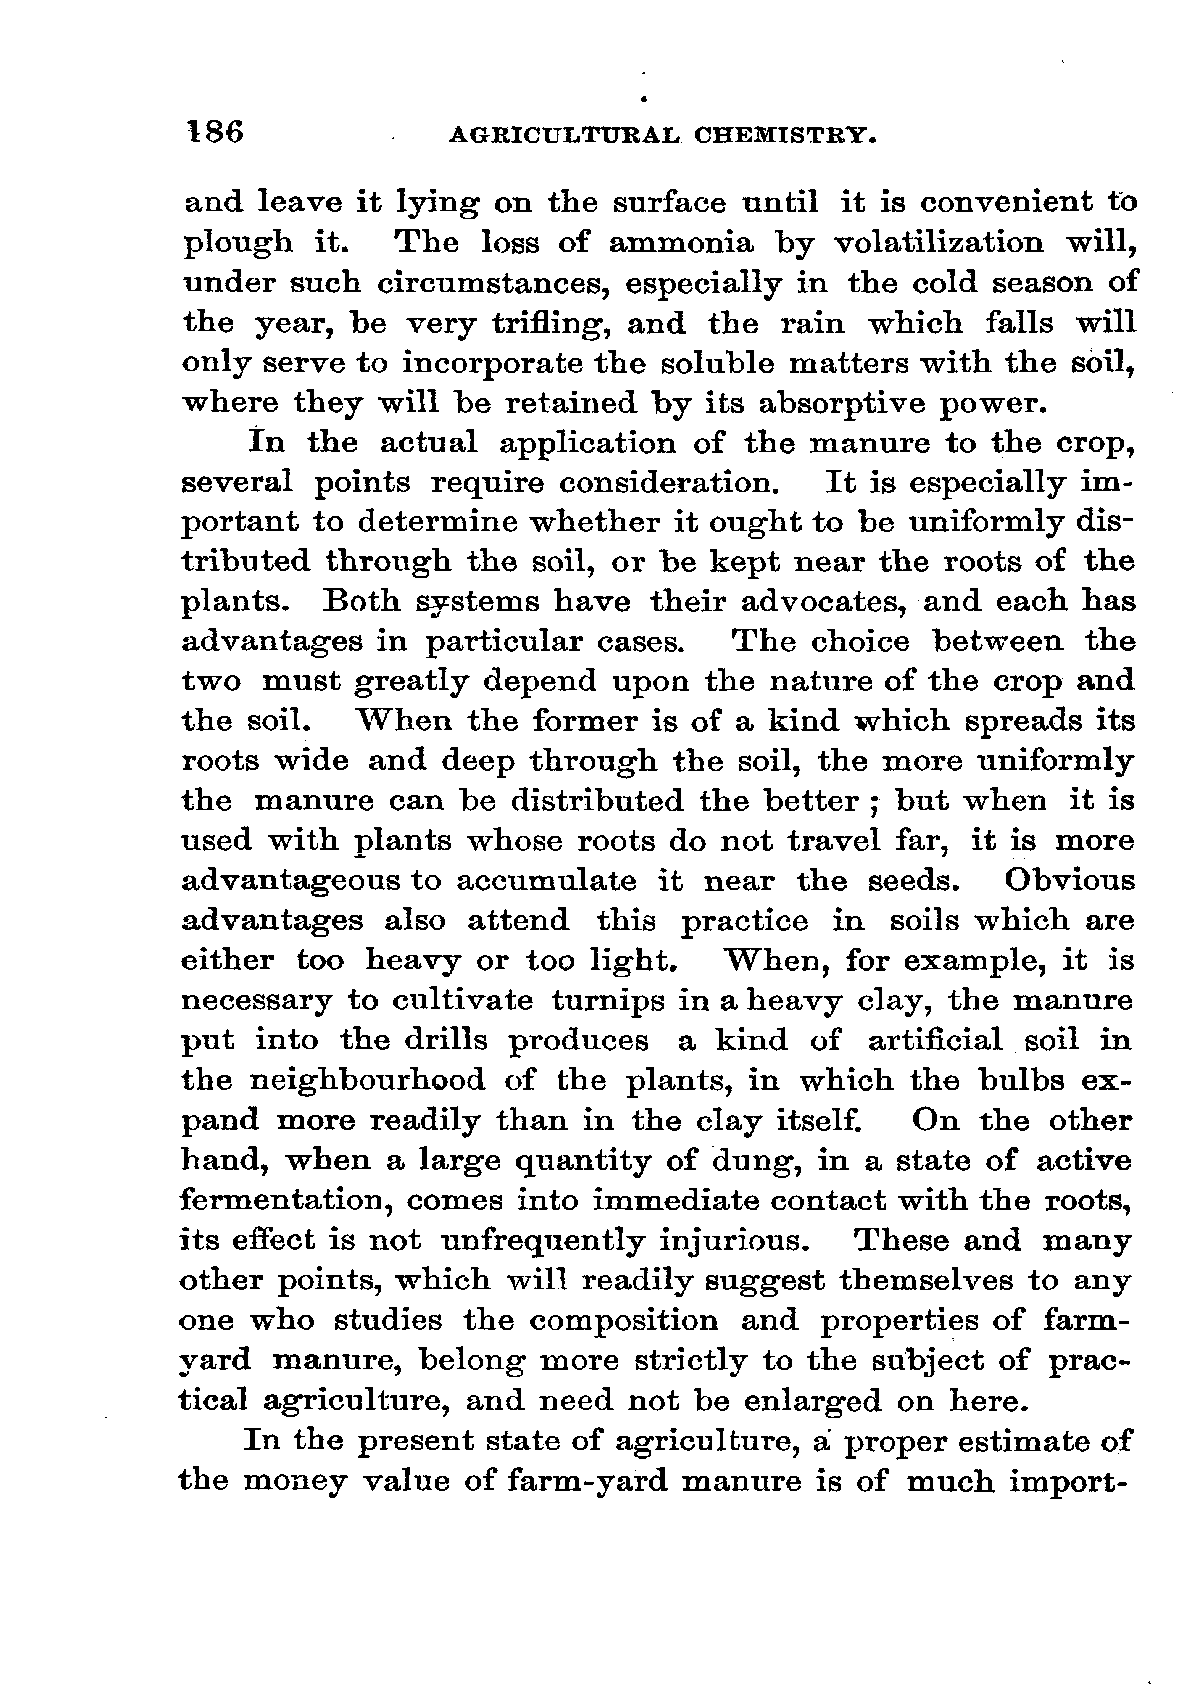 186 AGRICULTURAL CHEMISTRY.
and leave it lying on the surface until it is convenient to
plough it. The loss of ammonia by volatilization will,
under such circumstances, especially in the cold season of
the year, be very trifling, and the rain which falls will
only serve to incorporate the soluble matters with the soil,
where they will be retained by its absorptive power.
In the actual application of the manure to the crop,
several points require consideration. It is especially im-
portant to determine whether it ought to be uniformly dis-
tributed through the soil, or be kept near the roots of the
plants. Both systems have their advocates, and each has
advantages in particular cases. The choice between the
two must greatly depend upon the nature of the crop and
the soil. When the former is of a kind which spreads its
roots wide and deep through the soil, the more uniformly
the manure can be distributed the better ; but when it is
used with plants whose roots do not travel far, it is more
advantageous to accumulate it near the seeds. Obvious
advantages also attend this practice in soils which are
either too heavy or too light. When, for example, it is
necessary to cultivate turnips in a heavy clay, the manure
put into the drills produces a kind of artificial soil in
the neighbourhood of the plants, in which the bulbs ex-
pand more readily than in the clay itself. On the other
hand, when a large quantity of dung, in a state of active
fermentation, comes into immediate contact with the roots,
its effect is not unfrequently injurious. These and many
other points, which will readily suggest themselves to any
one who studies the composition and properties of farm-
yard manure, belong more strictly to the subject of prac-
tical agriculture, and need not be enlarged on here.
In the present state of agriculture, a proper estimate of
the money value of farm-yard manure is of much import-